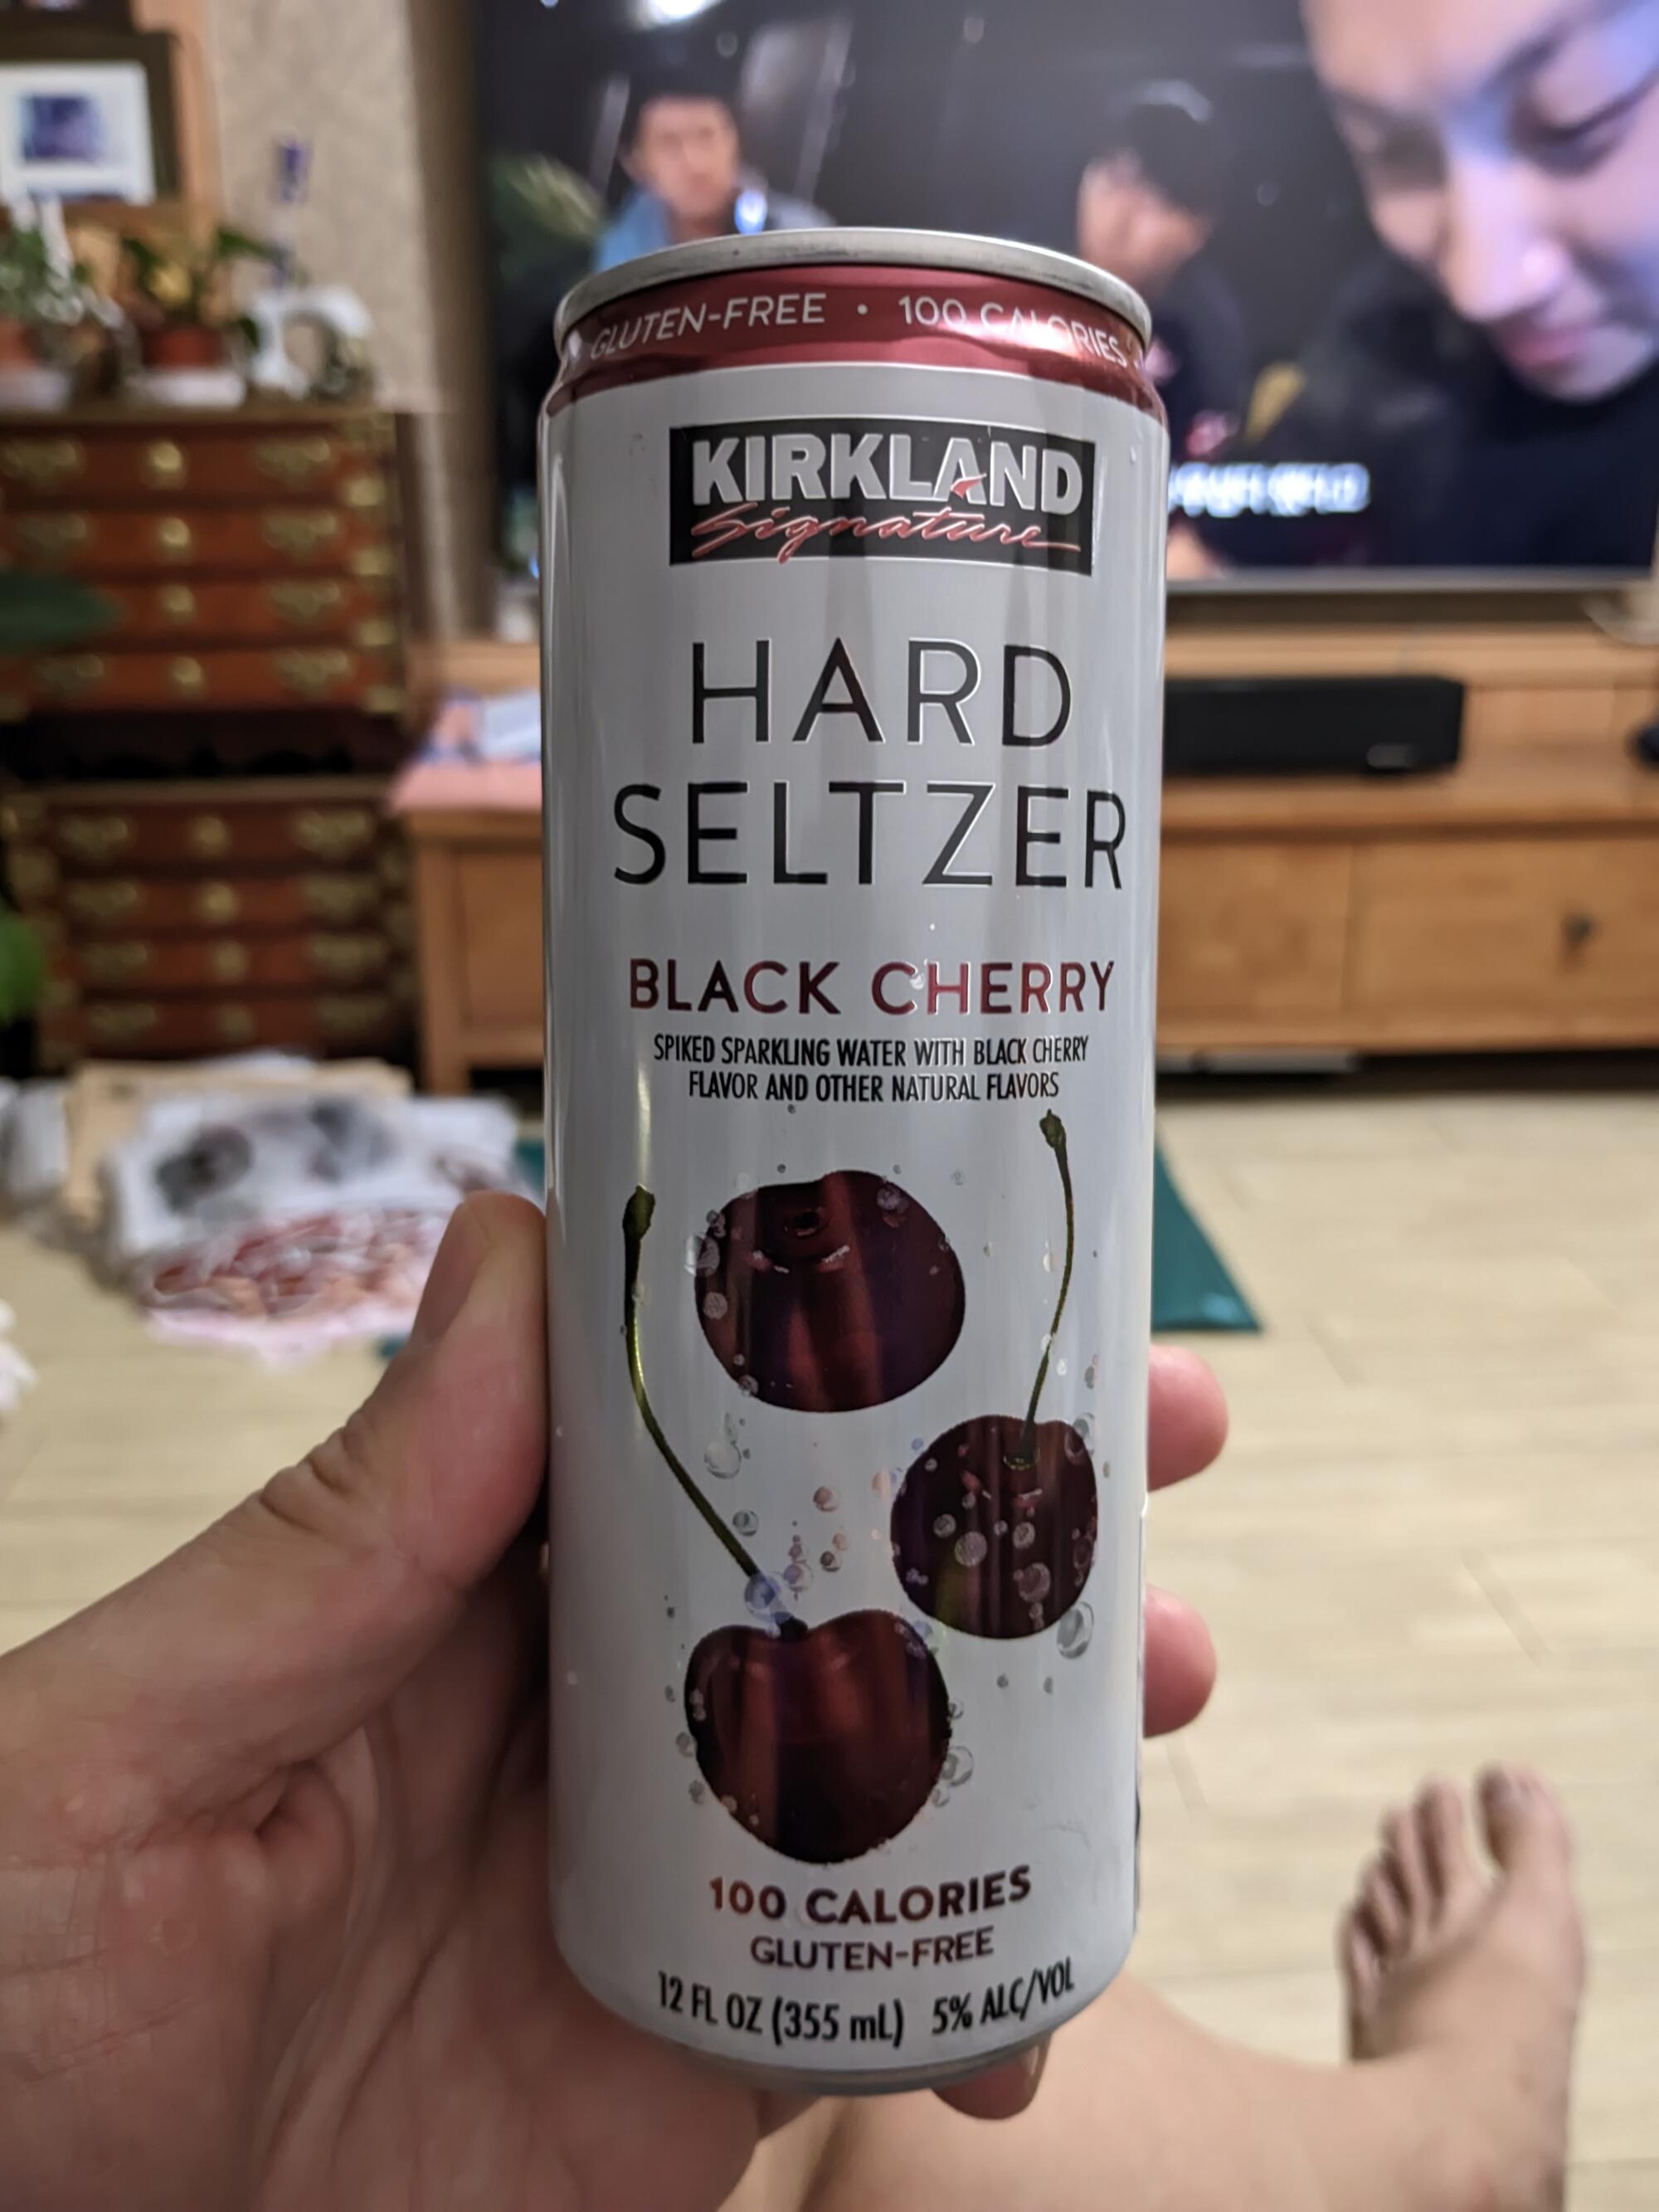 GLUTEN-FREE • 100 CALORIES
KIRKLAND
Signature
HARD
SELTZER
BLACK CHERRY
SPIKED SPARKLING WATER WITH BLACK CHERRY
FLAVOR AND OTHER NATURAL FLAVORS
100 CALORIES
GLUTEN-FREE
12 FL OZ (355 mL) 5% ALC/VOL